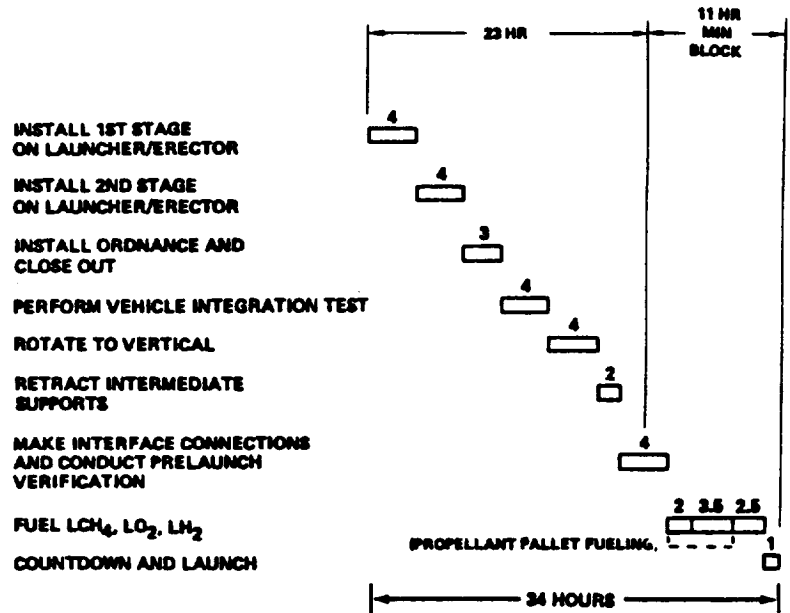 23 HR
11 HR
MIN
BLOCK
INSTALL 1ST STAGE
ON LAUNCHER/ERECTOR
4
INSTALL 2ND STAGE
ON LAUNCHER/ERECTOR
4
INSTALL ORDNANCE AND
CLOSE OUT
3
PERFORM VEHICLE INTEGRATION TEST
4
ROTATE TO VERTICAL
4
RETRACT INTERMEDIATE
SUPPORTS
2
MAKE INTERFACE CONNECTIONS
AND CONDUCT PRELAUNCH
VERIFICATION
4
FUEL LCH4, LO2, LH2
2 3.5 2.5
(PROPELLANT PALLET FUELING,
COUNTDOWN AND LAUNCH
1
34 HOURS